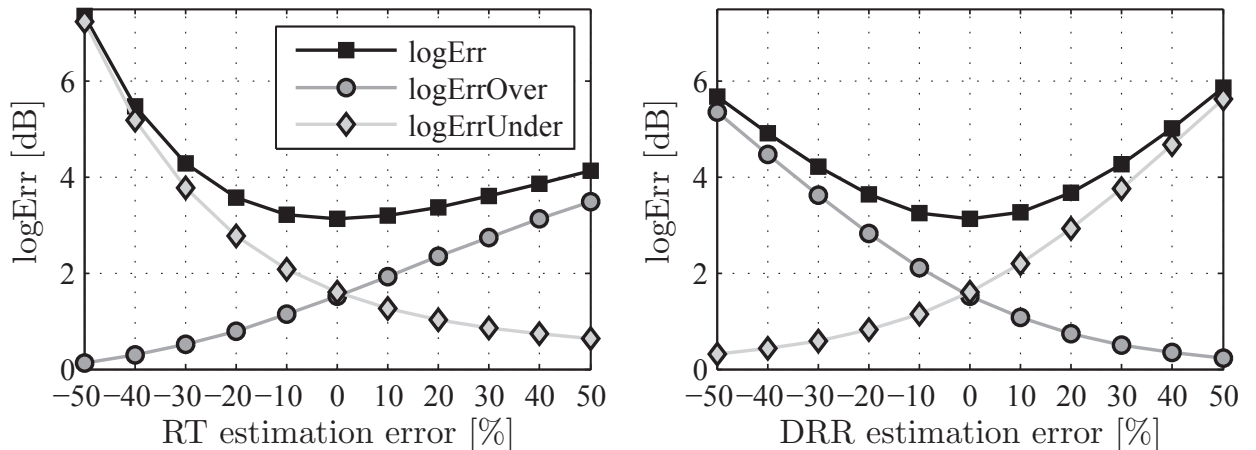 logErr [dB]
6
4
2
0
logErr
logErrOver
logErrUnder
−50 −40 −30 −20 −10 0 10 20 30 40 50
RT estimation error [%]
logErr [dB]
6
4
2
0
−50 −40 −30 −20 −10 0 10 20 30 40 50
DRR estimation error [%]